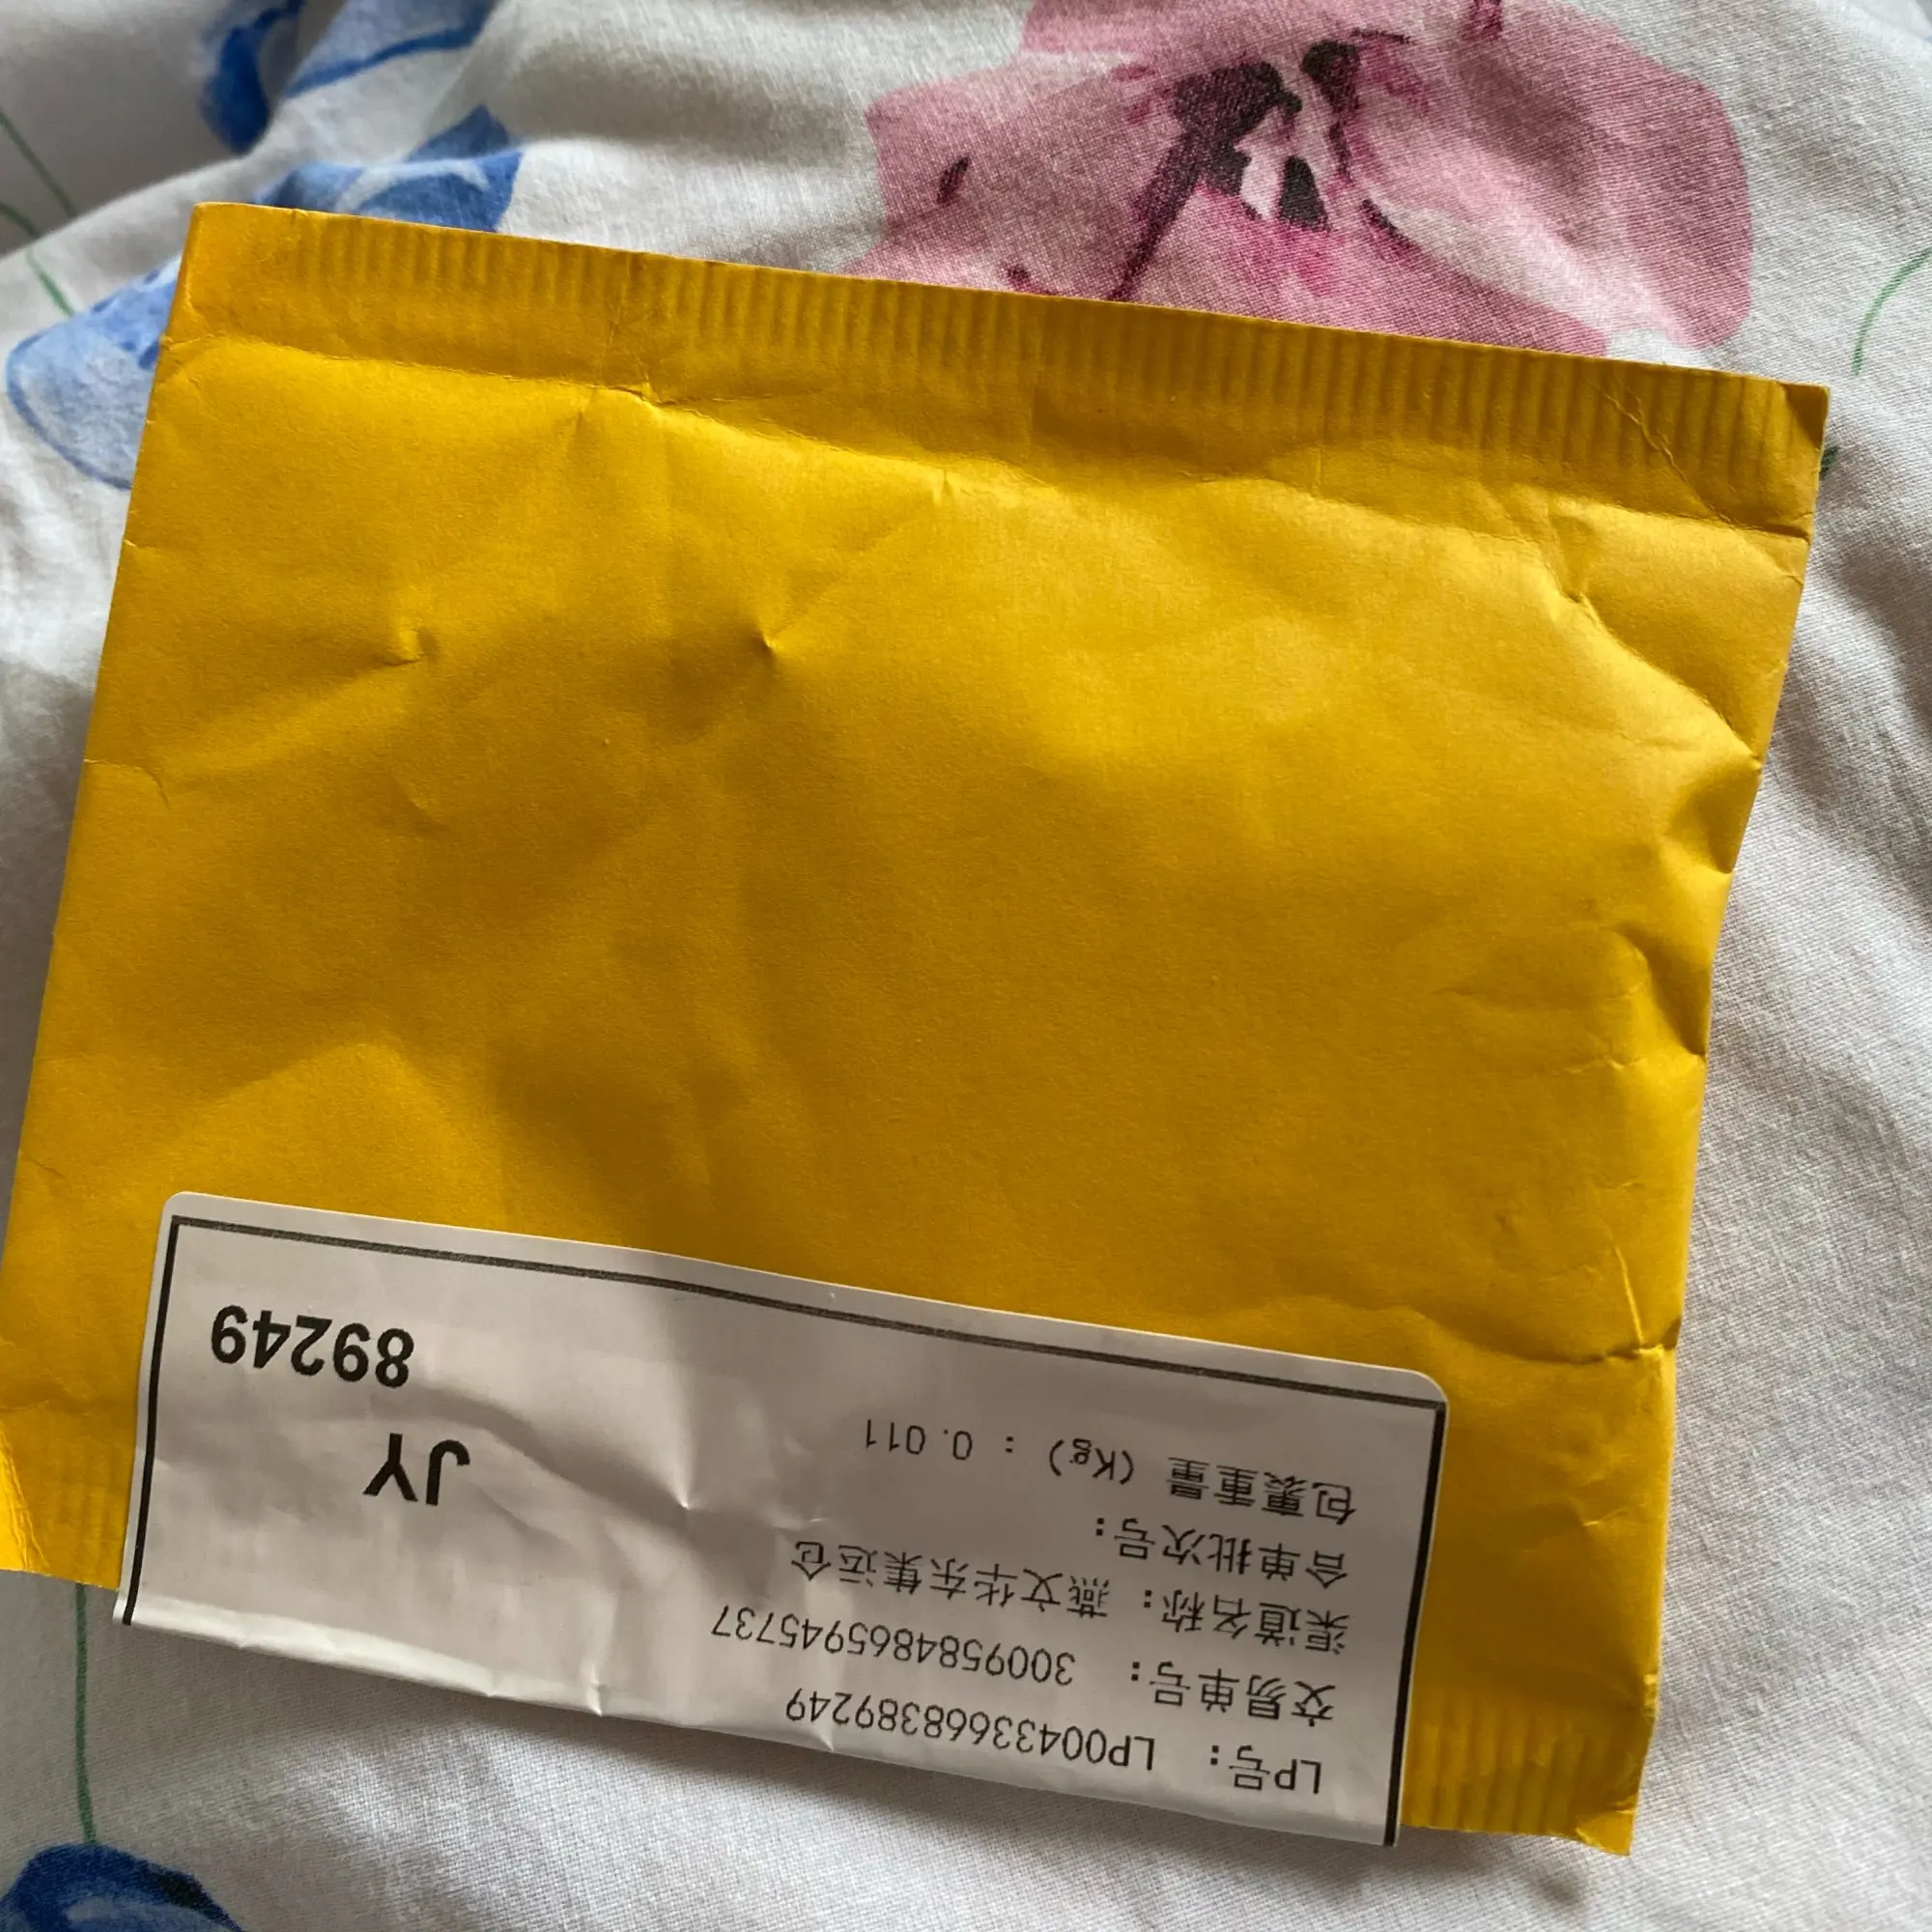 LP号： LP00433668389249
交易单号： 3009584865945737
渠道名称： 燕文华东集运仓
合单批次号：
包裹重量 (Kg) : 0.011
JY
89249